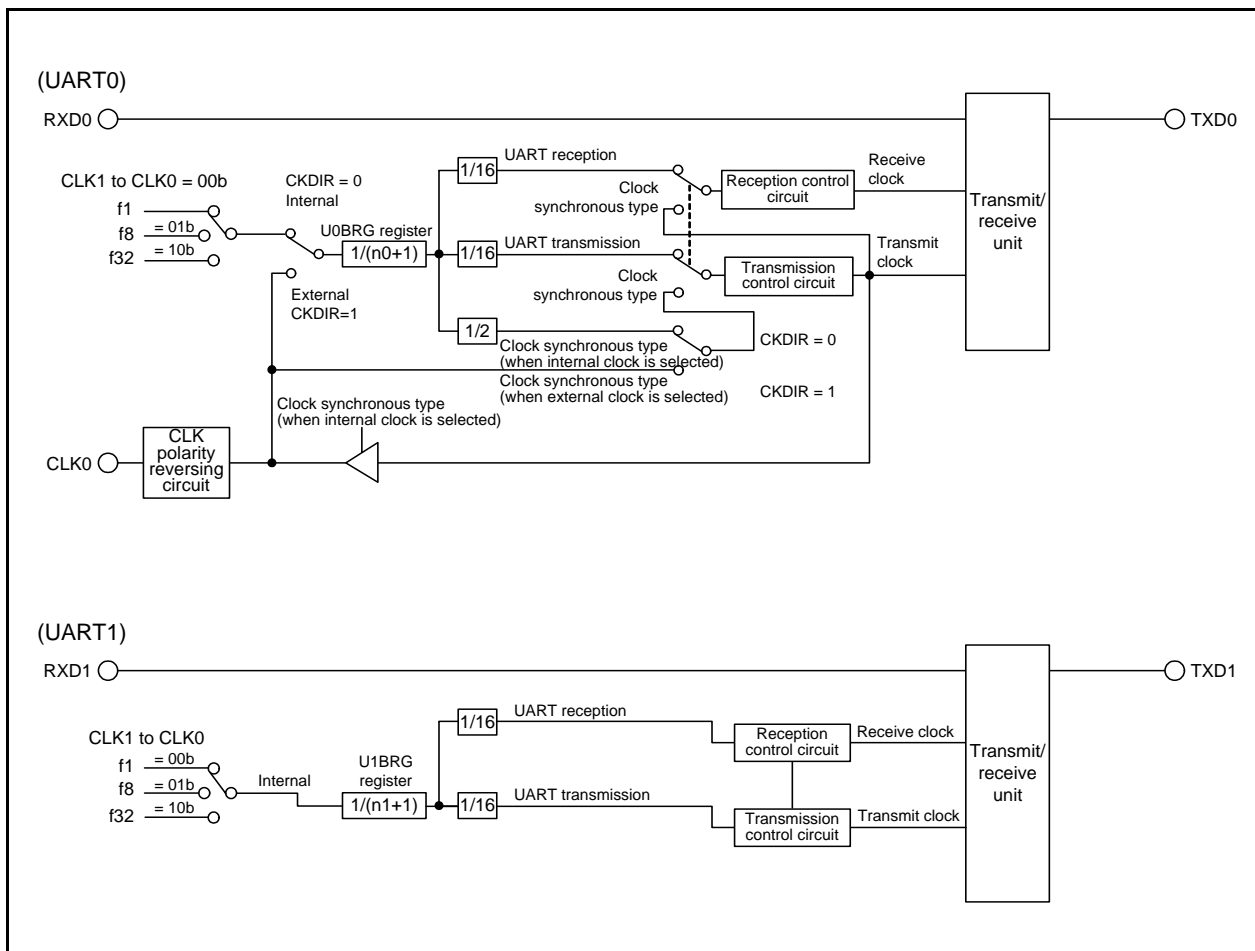 (UART0)
RXD0
TXD0
CLK1 to CLK0 = 00b
f1
f8
= 01b
f32
= 10b
CKDIR = 0
Internal
External
CKDIR=1
U0BRG register
1/(n0+1)
1/16
UART reception
Clock
synchronous type
Reception control
circuit
Receive
clock
1/16
UART transmission
Clock
synchronous type
Transmission
control circuit
Transmit
clock
Transmit/
receive
unit
1/2
Clock synchronous type
(when internal clock is selected)
CKDIR = 0
Clock synchronous type
(when external clock is selected)
CKDIR = 1
Clock synchronous type
(when internal clock is selected)
CLK0
CLK
polarity
reversing
circuit
(UART1)
RXD1
TXD1
CLK1 to CLK0
f1
= 00b
f8
= 01b
f32
= 10b
Internal
U1BRG
register
1/(n1+1)
1/16
UART reception
Reception
control circuit
Receive clock
1/16
UART transmission
Transmission
control circuit
Transmit clock
Transmit/
receive
unit